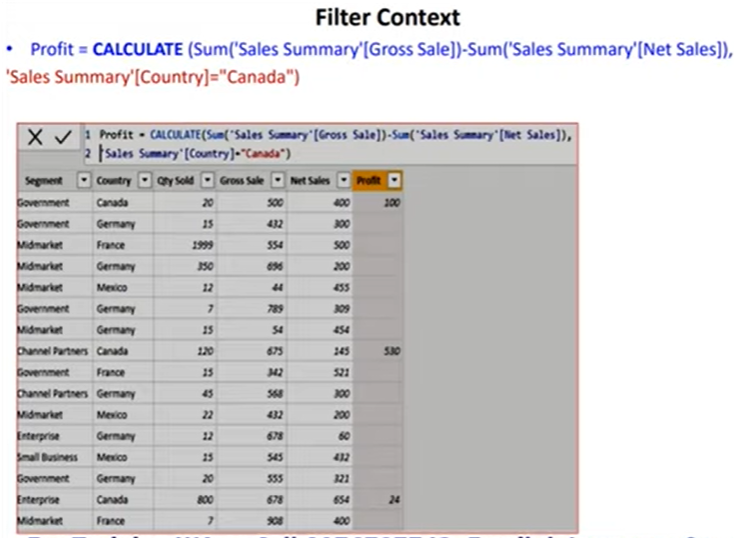 Filter Context
• Profit = CALCULATE (Sum('Sales Summary'[Gross Sale])-Sum('Sales Summary'[Net Sales]),
'Sales Summary'[Country]="Canada")
1 Profit = CALCULATE(Sum('Sales Summary'[Gross Sale])-Sum('Sales Summary'[Net Sales]),
2 'Sales Summary'[Country]="Canada")
Segment Country Qty Sold Gross Sale Net Sales Profit
Government Canada 20 500 400 100
Government Germany 15 432 300
Midmarket France 1999 554 500
Midmarket Germany 350 696 200
Midmarket Mexico 12 44 455
Government Germany 7 789 309
Midmarket Germany 15 54 454
Channel Partners Canada 120 675 145 530
Government France 15 342 521
Channel Partners Germany 45 568 300
Midmarket Mexico 22 432 200
Enterprise Germany 12 678 60
Small Business Mexico 15 545 432
Government Germany 20 555 321
Enterprise Canada 800 678 654 24
Midmarket France 7 908 400